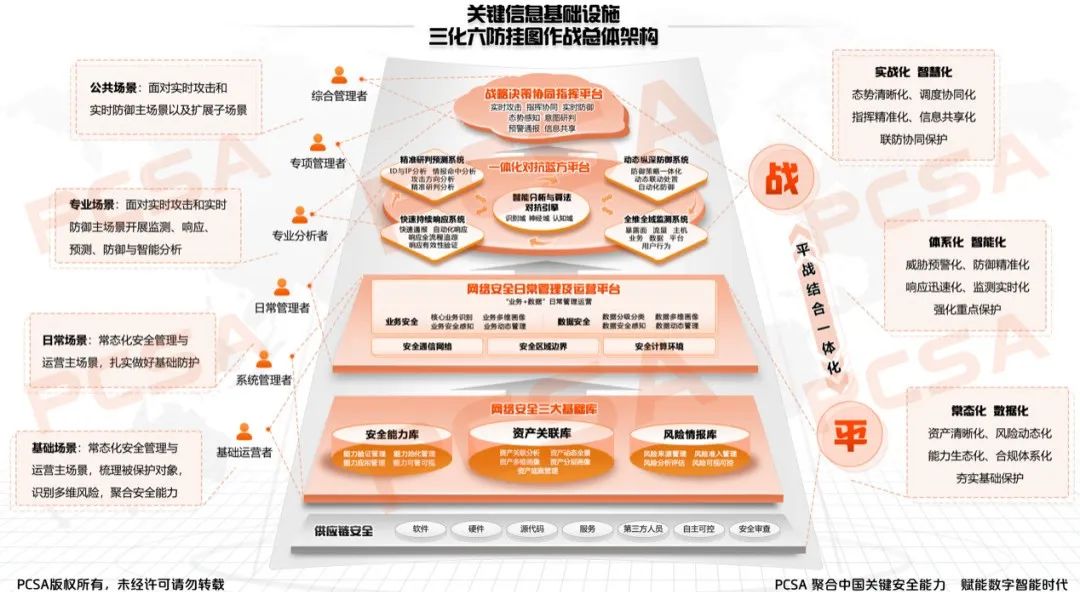 关键信息基础设施
三化六防挂图作战总体架构
公共场景：面对实时攻击和
实时防御主场景以及扩展子场景
专业场景：面对实时攻击和实时
防御主场景开展监测、响应、
预测、防御与智能分析
日常场景：常态化安全管理与
运营主场景，扎实做好基础防护
基础场景：常态化安全管理与
运营主场景，梳理被保护对象，
识别多维风险，聚合安全能力
综合管理者
专项管理者
专业分析者
日常管理者
系统管理者
基础运营者
战略决策协同指挥平台
实时攻击 指挥协同 实时防御
态势感知 意图研判
预警通报 信息共享
一体化对抗蓝方平台
精准研判预测系统
ID与IP分析 情报命中分析
攻击方向分析
精准研判分析
动态纵深防御系统
防御策略一体化
动态联动处置
自动化防御
智能分析与算法
对抗引擎
识别域 神经域 认知域
快速持续响应系统
快速通报 自动化响应
响应全流程追踪
响应有效性验证
全维全域监测系统
暴露面 流量 主机
业务 数据 平台
用户行为
网络安全日常管理及运营平台
“业务+数据”日常管理运营
业务安全
核心业务识别 业务多维画像
业务安全感知 业务动态管理
数据安全
数据分级分类 数据多维画像
数据安全感知 数据动态管理
安全通信网络 安全区域边界 安全计算环境
网络安全三大基础库
安全能力库
能力验证管理 能力池化管理
能力应用管理 能力可管可视
资产关联库
资产关联分析 资产动态全景
资产多维画像 资产分层画像
资产底数管理
风险情报库
风险来源管理 风险准入管理
风险分析评估 风险可视可控
供应链安全 软件 硬件 源代码 服务 第三方人员 自主可控 安全审查
战
平战结合一体化
平
实战化 智慧化
态势清晰化、调度协同化
指挥精准化、信息共享化
联防协同保护
体系化 智能化
威胁预警化、防御精准化
响应迅速化、监测实时化
强化重点保护
常态化 数据化
资产清晰化、风险动态化
能力生态化、合规体系化
夯实基础保护
PCSA
PCSA
PCSA
PCSA
PCSA
PCSA版权所有，未经许可请勿转载
PCSA 聚合中国关键安全能力 赋能数字智能时代